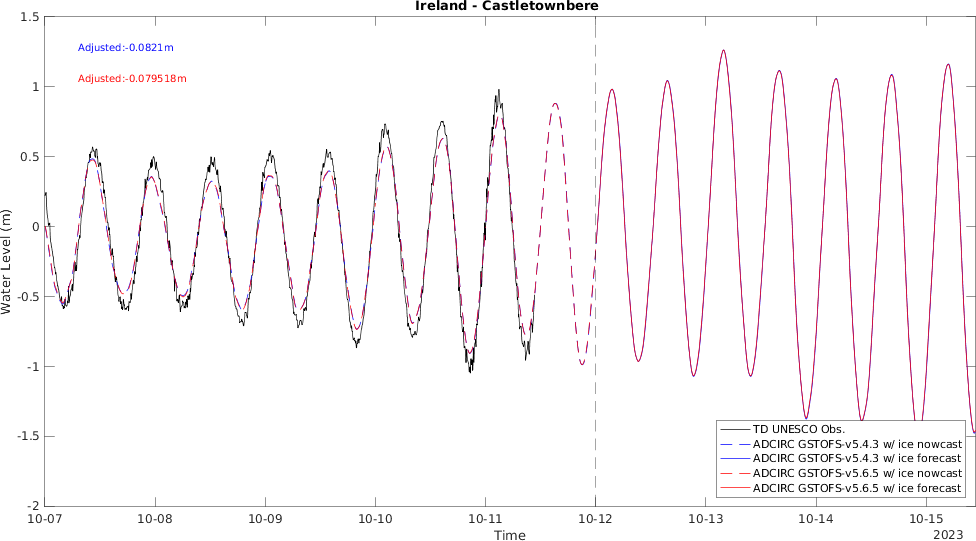 Ireland - Castletownbere
Adjusted:-0.0821m
Adjusted:-0.079518m
1.5
1
0.5
0
-0.5
-1
-1.5
-2
Water Level (m)
TD UNESCO Obs.
ADCIRC GSTOFS-v5.4.3 w/ ice nowcast
ADCIRC GSTOFS-v5.4.3 w/ ice forecast
ADCIRC GSTOFS-v5.6.5 w/ ice nowcast
ADCIRC GSTOFS-v5.6.5 w/ ice forecast
10-07 10-08 10-09 10-10 10-11 10-12 10-13 10-14 10-15
Time
2023